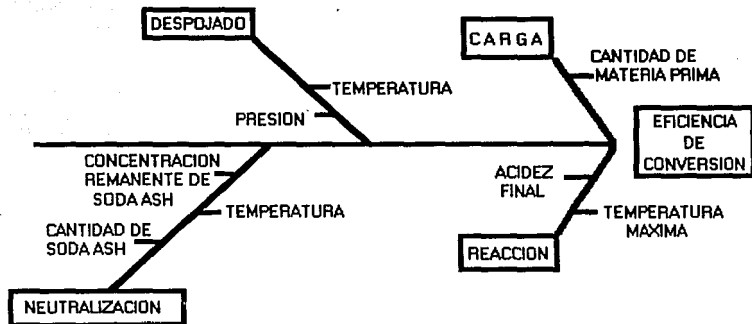 DESPOJADO
CARGA
CANTIDAD DE
MATERIA PRIMA
TEMPERATURA
PRESION
EFICIENCIA
DE
CONVERSION
CONCENTRACION
REMANENTE DE
SODA ASH
ACIDEZ
FINAL
TEMPERATURA
TEMPERATURA
MAXIMA
CANTIDAD DE
SODA ASH
REACCION
NEUTRALIZACION